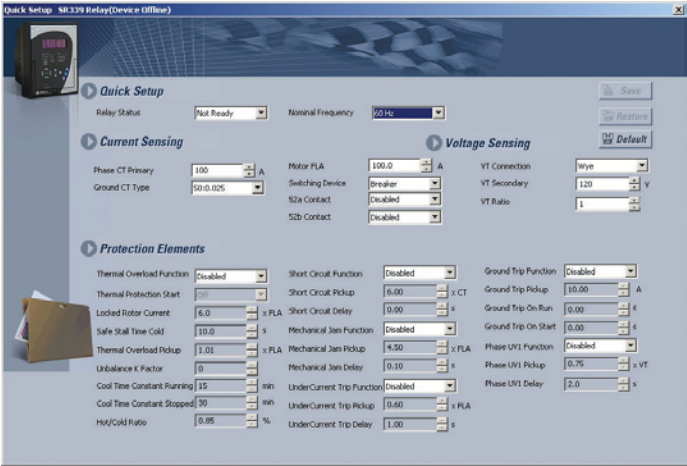 Quick Setup SR339 Relay(Device Offline)
Quick Setup
Save
Relay Status Not Ready Nominal Frequency 60 Hz
Restore
Default
Current Sensing Voltage Sensing
Phase CT Primary 100 A
Ground CT Type 50:0.025
Motor FLA 100.0 A
Switching Device Breaker
52a Contact Disabled
52b Contact Disabled
VT Connection Wye
VT Secondary 120 V
VT Ratio 1
Protection Elements
Thermal Overload Function Disabled
Thermal Protection Start Off
Locked Rotor Current 6.0 x FLA
Safe Stall Time Cold 10.0 s
Thermal Overload Pickup 1.01 x FLA
Unbalance K Factor 0
Cool Time Constant Running 15 min
Cool Time Constant Stopped 30 min
Hot/Cold Ratio 0.85 %
Short Circuit Function Disabled
Short Circuit Pickup 6.00 x CT
Short Circuit Delay 0.00 s
Mechanical Jam Function Disabled
Mechanical Jam Pickup 4.50 x FLA
Mechanical Jam Delay 0.10 s
UnderCurrent Trip Function Disabled
UnderCurrent Trip Pickup 0.60 x FLA
UnderCurrent Trip Delay 1.00 s
Ground Trip Function Disabled
Ground Trip Pickup 10.00 A
Ground Trip On Run 0.00 s
Ground Trip On Start 0.00 s
Phase UV1 Function Disabled
Phase UV1 Pickup 0.75 x VT
Phase UV1 Delay 2.0 s